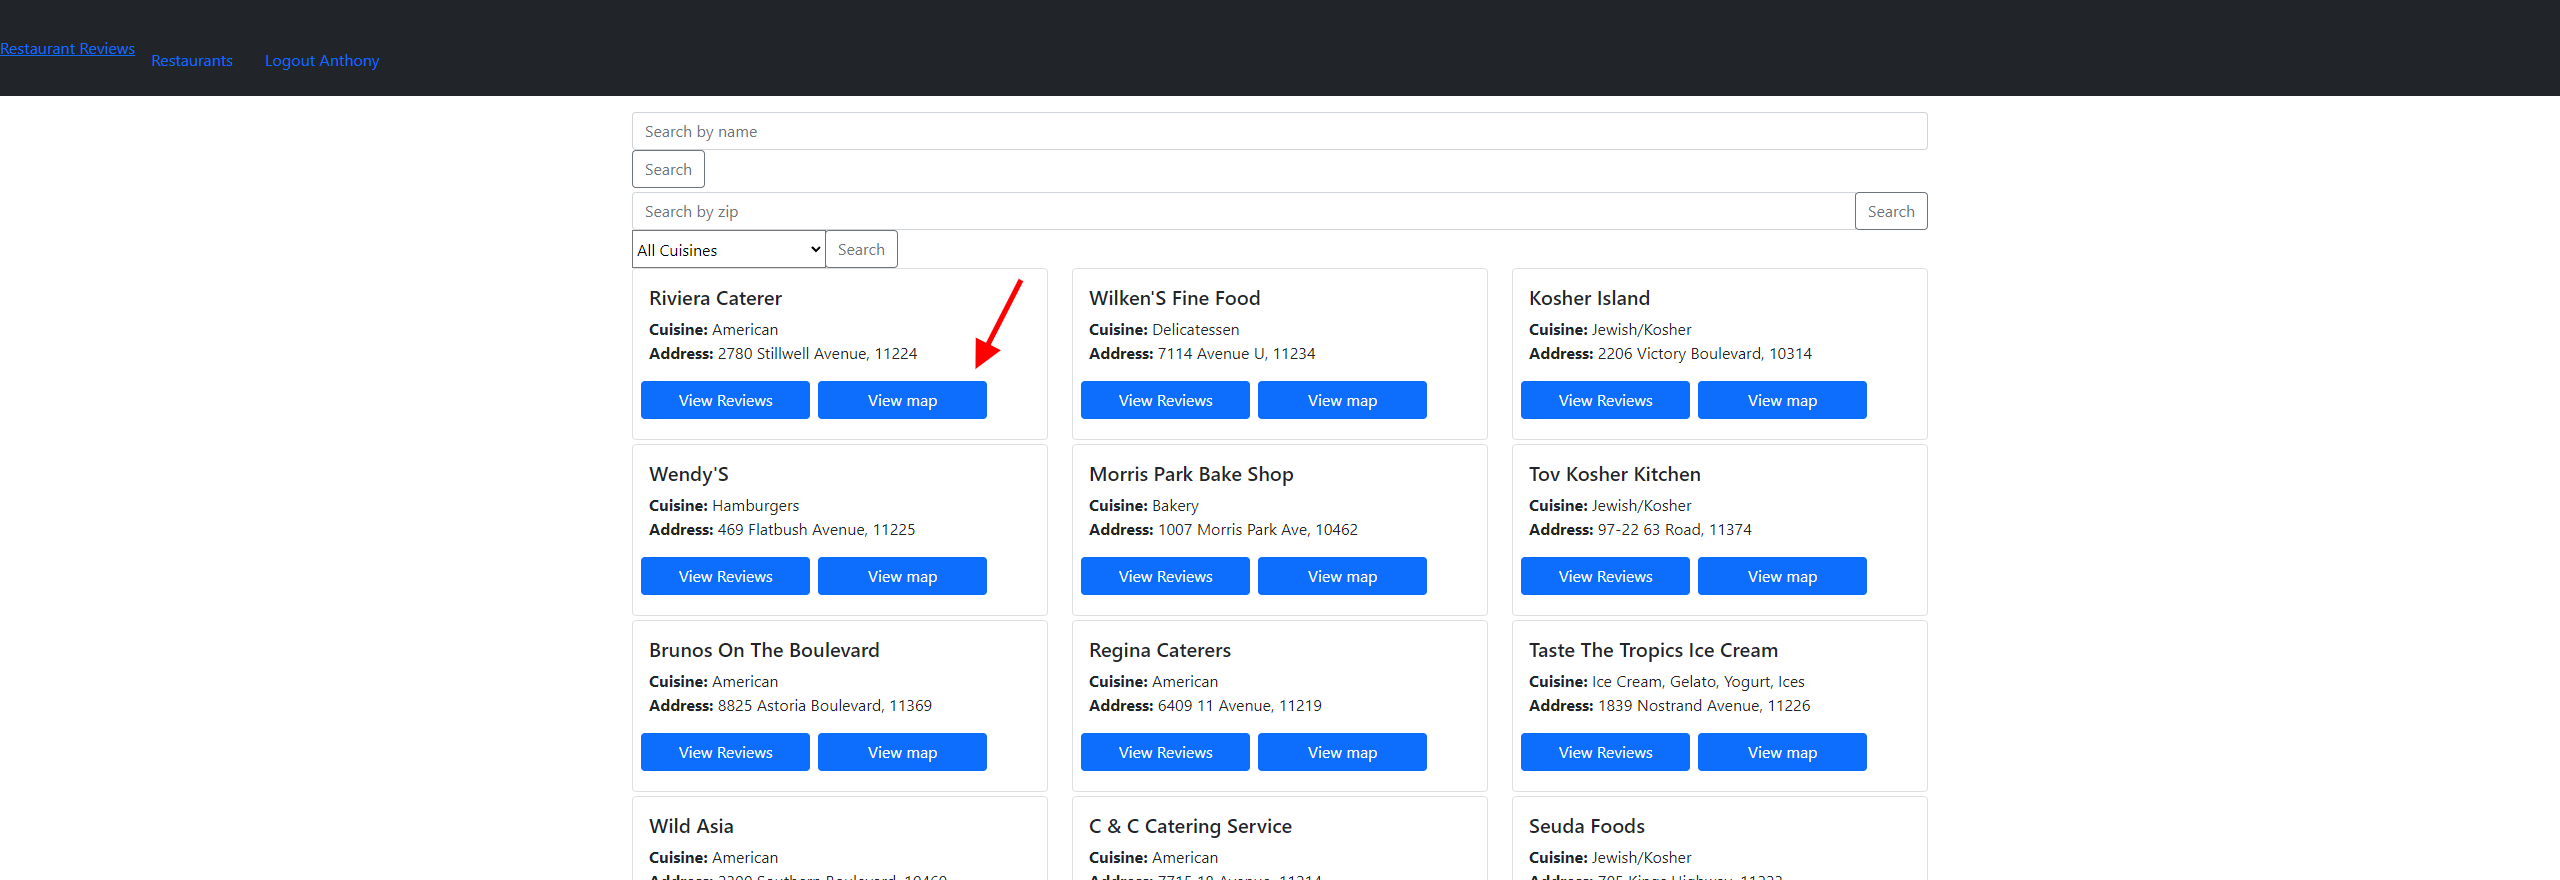 Restaurant Reviews
Restaurants
Logout Anthony
Search by name
Search
Search by zip
Search
All Cuisines
Search
Riviera Caterer
Cuisine: American
Address: 2780 Stillwell Avenue, 11224
View Reviews
View map
Wilken'S Fine Food
Cuisine: Delicatessen
Address: 7114 Avenue U, 11234
View Reviews
View map
Kosher Island
Cuisine: Jewish/Kosher
Address: 2206 Victory Boulevard, 10314
View Reviews
View map
Wendy'S
Cuisine: Hamburgers
Address: 469 Flatbush Avenue, 11225
View Reviews
View map
Morris Park Bake Shop
Cuisine: Bakery
Address: 1007 Morris Park Ave, 10462
View Reviews
View map
Tov Kosher Kitchen
Cuisine: Jewish/Kosher
Address: 97-22 63 Road, 11374
View Reviews
View map
Brunos On The Boulevard
Cuisine: American
Address: 8825 Astoria Boulevard, 11369
View Reviews
View map
Regina Caterers
Cuisine: American
Address: 6409 11 Avenue, 11219
View Reviews
View map
Taste The Tropics Ice Cream
Cuisine: Ice Cream, Gelato, Yogurt, Ices
Address: 1839 Nostrand Avenue, 11226
View Reviews
View map
Wild Asia
Cuisine: American
C & C Catering Service
Cuisine: American
Seuda Foods
Cuisine: Jewish/Kosher